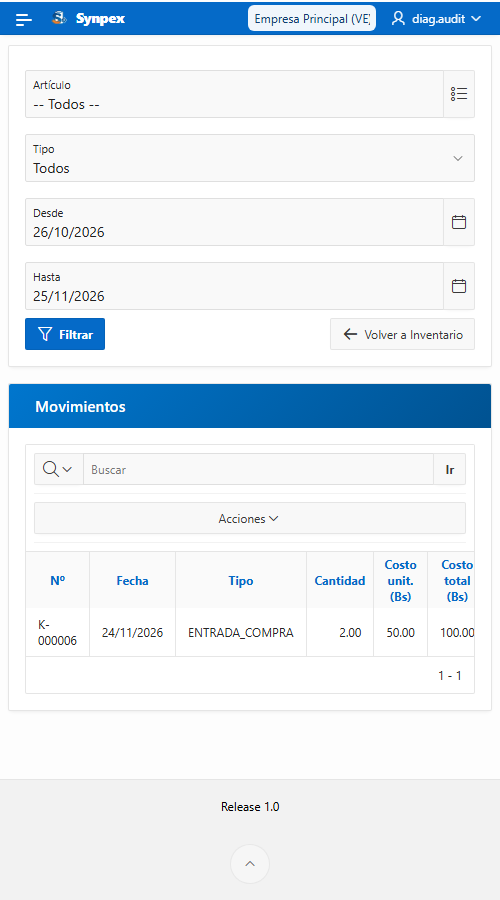 Synpex
Empresa Principal (VE)
diag.audit
Artículo
-- Todos --
Tipo
Todos
Desde
26/10/2026
Hasta
25/11/2026
Filtrar
Volver a Inventario
Movimientos
Buscar
Ir
Acciones
Nº Fecha Tipo Cantidad Costo unit. (Bs) Costo total (Bs)
K-000006 24/11/2026 ENTRADA_COMPRA 2.00 50.00 100.00
1 - 1
Release 1.0